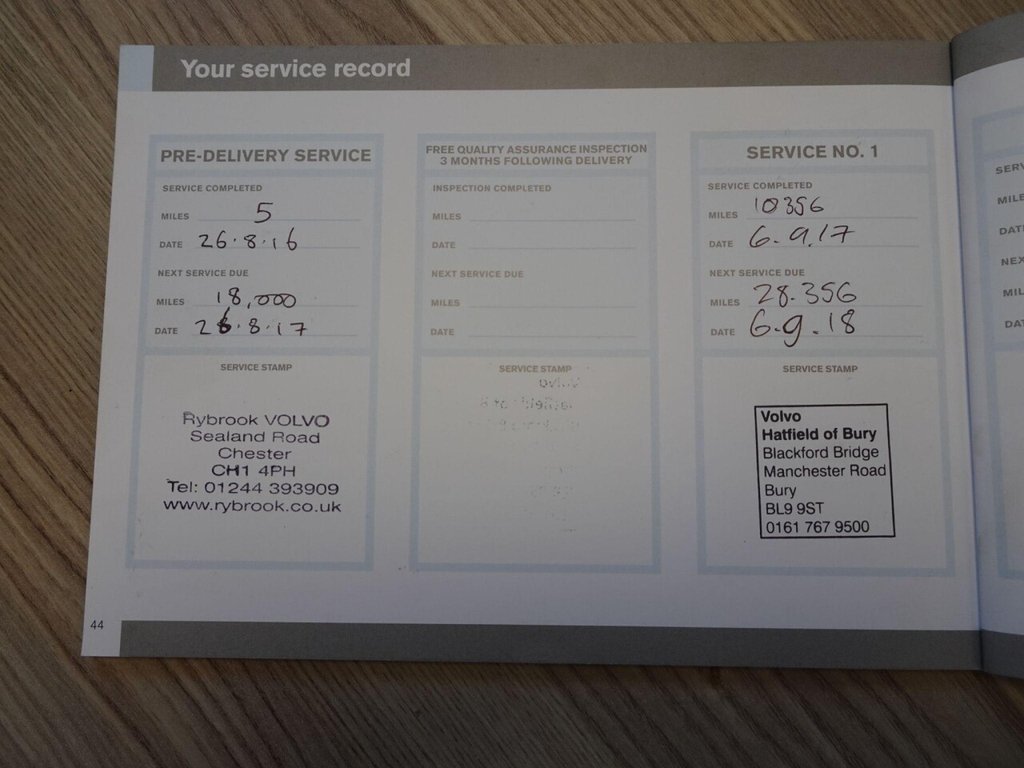 Your service record
PRE-DELIVERY SERVICE
SERVICE COMPLETED
MILES 5
DATE 26.8.16
NEXT SERVICE DUE
MILES 18,000
DATE 26.8.17
SERVICE STAMP
Rybrook VOLVO
Sealand Road
Chester
CH1 4PH
Tel: 01244 393909
www.rybrook.co.uk
FREE QUALITY ASSURANCE INSPECTION
3 MONTHS FOLLOWING DELIVERY
INSPECTION COMPLETED
MILES
DATE
NEXT SERVICE DUE
MILES
DATE
SERVICE STAMP
SERVICE NO. 1
SERVICE COMPLETED
MILES 10356
DATE 6.9.17
NEXT SERVICE DUE
MILES 28.356
DATE 6.9.18
SERVICE STAMP
Volvo
Hatfield of Bury
Blackford Bridge
Manchester Road
Bury
BL9 9ST
0161 767 9500
44